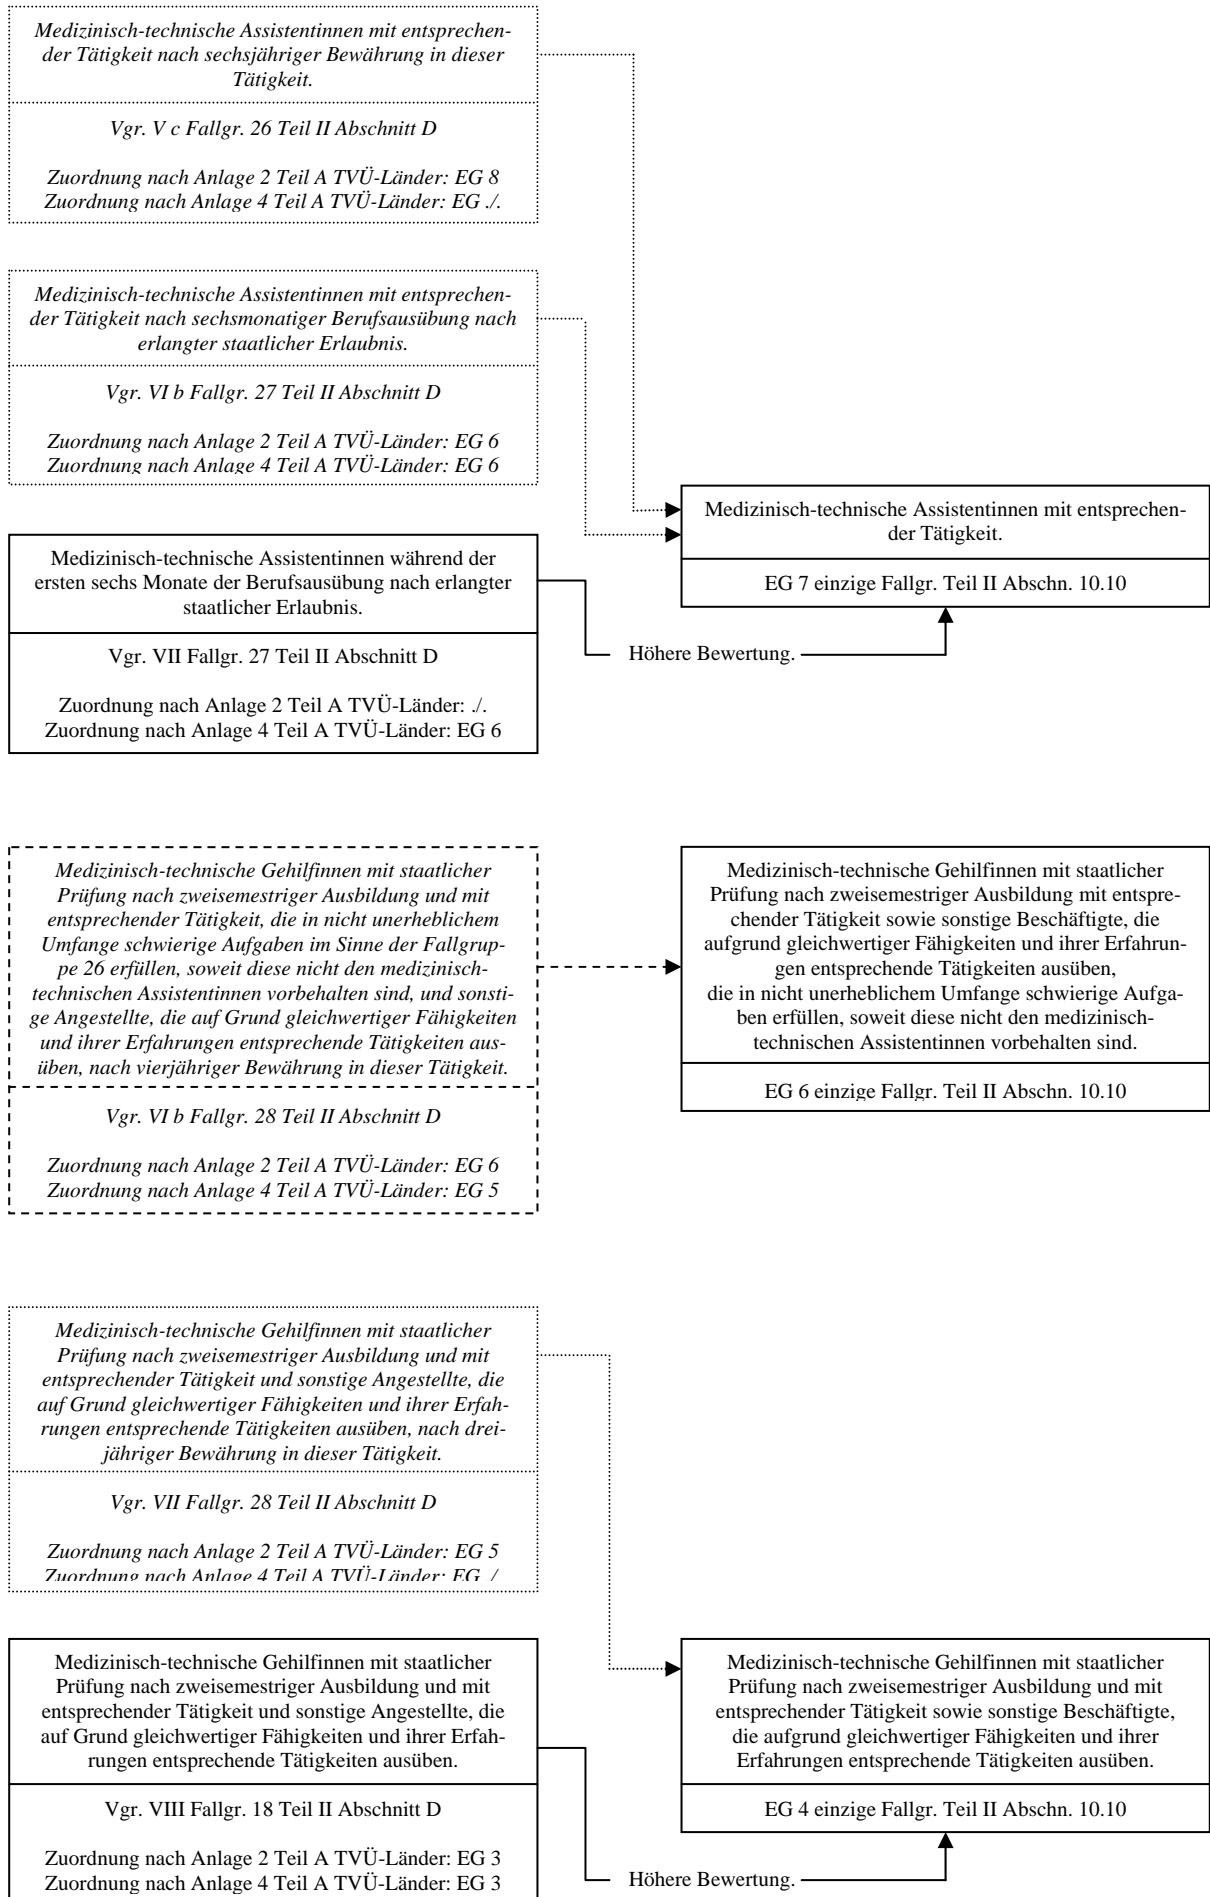 Medizinisch-technische Assistentinnen mit entsprechen-
der Tätigkeit nach sechsjähriger Bewährung in dieser
Tätigkeit.
Vgr. V c Fallgr. 26 Teil II Abschnitt D
Zuordnung nach Anlage 2 Teil A TVÜ-Länder: EG 8
Zuordnung nach Anlage 4 Teil A TVÜ-Länder: EG ./.
Medizinisch-technische Assistentinnen mit entsprechen-
der Tätigkeit nach sechsmonatiger Berufsausübung nach
erlangter staatlicher Erlaubnis.
Vgr. VI b Fallgr. 27 Teil II Abschnitt D
Zuordnung nach Anlage 2 Teil A TVÜ-Länder: EG 6
Zuordnung nach Anlage 4 Teil A TVÜ-Länder: EG 6
Medizinisch-technische Assistentinnen mit entsprechen-
der Tätigkeit.
EG 7 einzige Fallgr. Teil II Abschn. 10.10
Medizinisch-technische Assistentinnen während der
ersten sechs Monate der Berufsausübung nach erlangter
staatlicher Erlaubnis.
Vgr. VII Fallgr. 27 Teil II Abschnitt D
Zuordnung nach Anlage 2 Teil A TVÜ-Länder: ./.
Zuordnung nach Anlage 4 Teil A TVÜ-Länder: EG 6
Höhere Bewertung.
Medizinisch-technische Gehilfinnen mit staatlicher
Prüfung nach zweisemestriger Ausbildung und mit
entsprechender Tätigkeit, die in nicht unerheblichem
Umfange schwierige Aufgaben im Sinne der Fallgrup-
pe 26 erfüllen, soweit diese nicht den medizinisch-
technischen Assistentinnen vorbehalten sind, und sonsti-
ge Angestellte, die auf Grund gleichwertiger Fähigkeiten
und ihrer Erfahrungen entsprechende Tätigkeiten aus-
üben, nach vierjähriger Bewährung in dieser Tätigkeit.
Vgr. VI b Fallgr. 28 Teil II Abschnitt D
Zuordnung nach Anlage 2 Teil A TVÜ-Länder: EG 6
Zuordnung nach Anlage 4 Teil A TVÜ-Länder: EG 5
Medizinisch-technische Gehilfinnen mit staatlicher
Prüfung nach zweisemestriger Ausbildung mit entspre-
chender Tätigkeit sowie sonstige Beschäftigte, die
aufgrund gleichwertiger Fähigkeiten und ihrer Erfahrun-
gen entsprechende Tätigkeiten ausüben,
die in nicht unerheblichem Umfange schwierige Aufga-
ben erfüllen, soweit diese nicht den medizinisch-
technischen Assistentinnen vorbehalten sind.
EG 6 einzige Fallgr. Teil II Abschn. 10.10
Medizinisch-technische Gehilfinnen mit staatlicher
Prüfung nach zweisemestriger Ausbildung und mit
entsprechender Tätigkeit und sonstige Angestellte, die
auf Grund gleichwertiger Fähigkeiten und ihrer Erfah-
rungen entsprechende Tätigkeiten ausüben, nach drei-
jähriger Bewährung in dieser Tätigkeit.
Vgr. VII Fallgr. 28 Teil II Abschnitt D
Zuordnung nach Anlage 2 Teil A TVÜ-Länder: EG 5
Zuordnung nach Anlage 4 Teil A TVÜ-Länder: EG ./.
Medizinisch-technische Gehilfinnen mit staatlicher
Prüfung nach zweisemestriger Ausbildung und mit
entsprechender Tätigkeit und sonstige Angestellte, die
auf Grund gleichwertiger Fähigkeiten und ihrer Erfah-
rungen entsprechende Tätigkeiten ausüben.
Vgr. VIII Fallgr. 18 Teil II Abschnitt D
Zuordnung nach Anlage 2 Teil A TVÜ-Länder: EG 3
Zuordnung nach Anlage 4 Teil A TVÜ-Länder: EG 3
Medizinisch-technische Gehilfinnen mit staatlicher
Prüfung nach zweisemestriger Ausbildung und mit
entsprechender Tätigkeit sowie sonstige Beschäftigte,
die aufgrund gleichwertiger Fähigkeiten und ihrer
Erfahrungen entsprechende Tätigkeiten ausüben.
EG 4 einzige Fallgr. Teil II Abschn. 10.10
Höhere Bewertung.